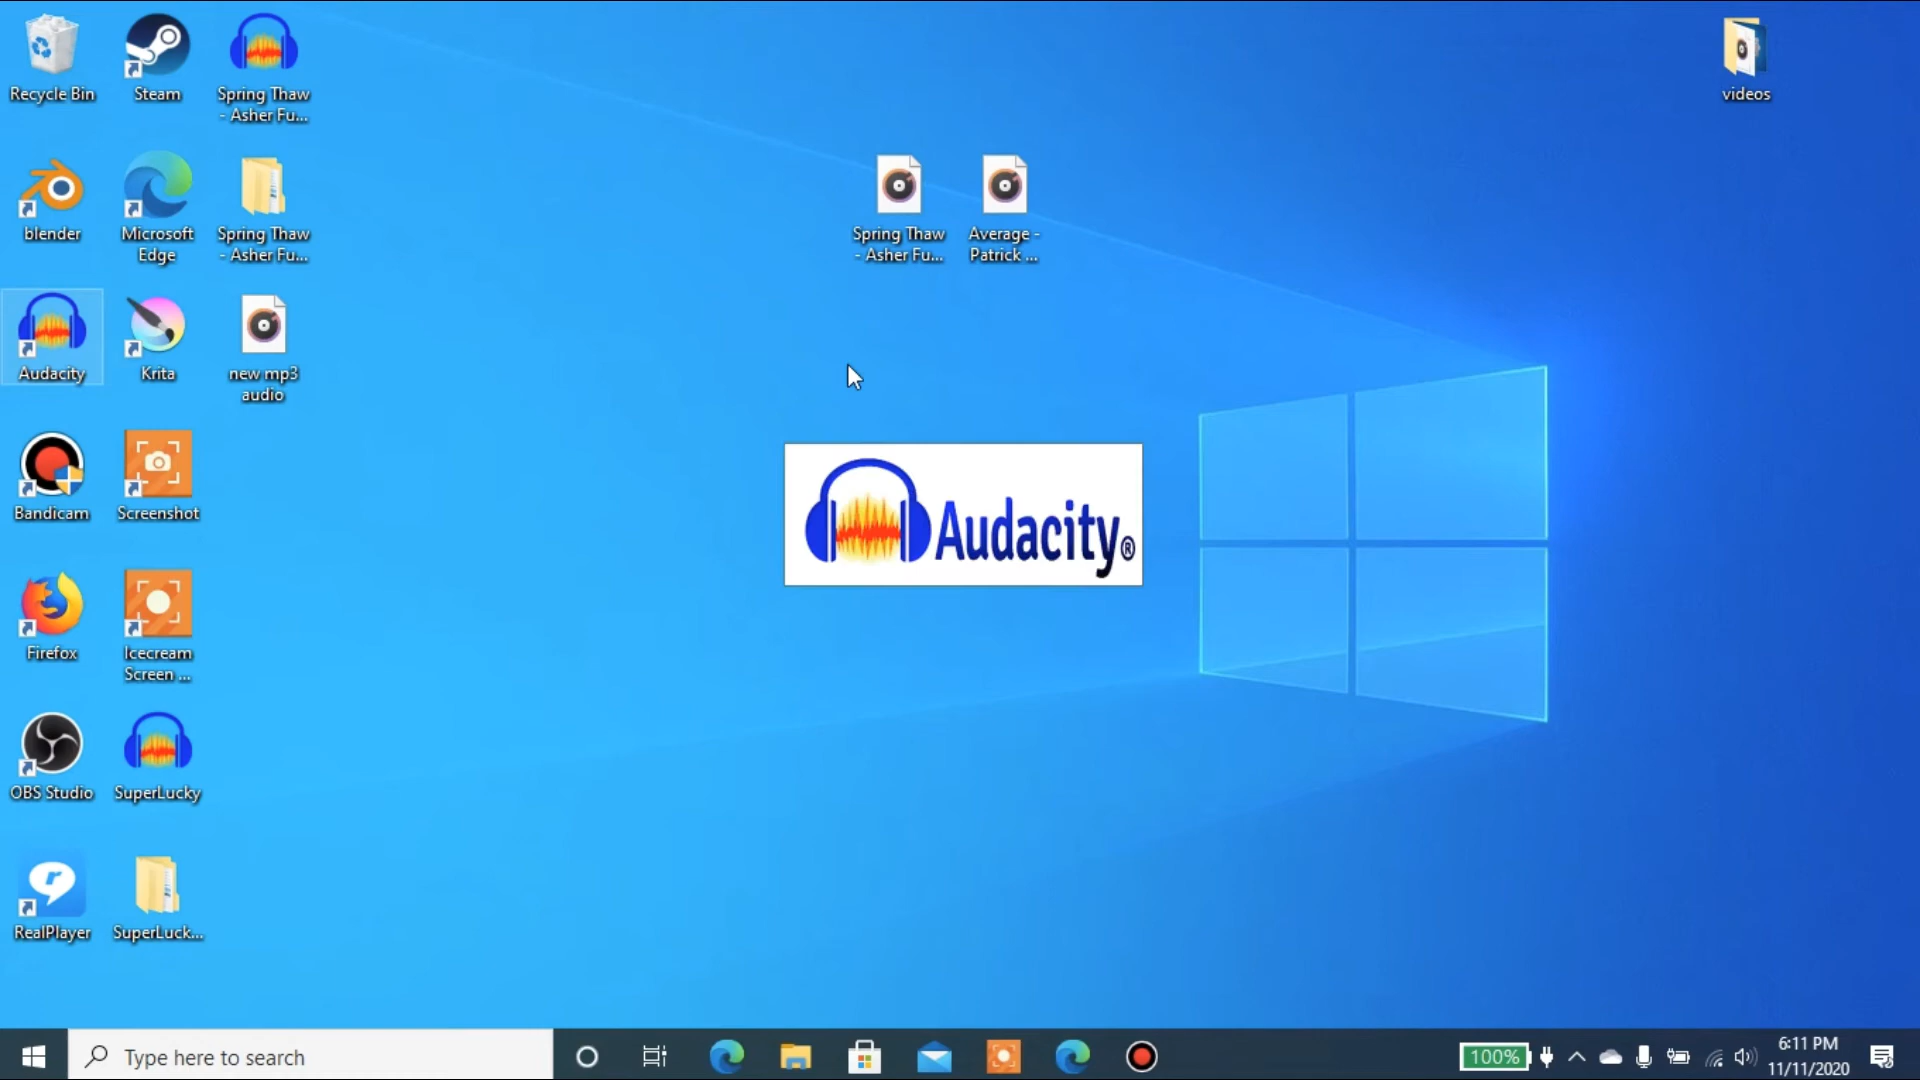 Recycle Bin
Steam
Spring Thaw
- Asher Fu...
videos
blender
Microsoft
Edge
Spring Thaw
- Asher Fu...
Spring Thaw
- Asher Fu...
Average -
Patrick ...
Audacity
Krita
new mp3
audio
Bandicam
Screenshot
Audacity®
Firefox
Icecream
Screen ...
OBS Studio
SuperLucky
RealPlayer
SuperLuck...
Type here to search
100%
6:11 PM
11/11/2020